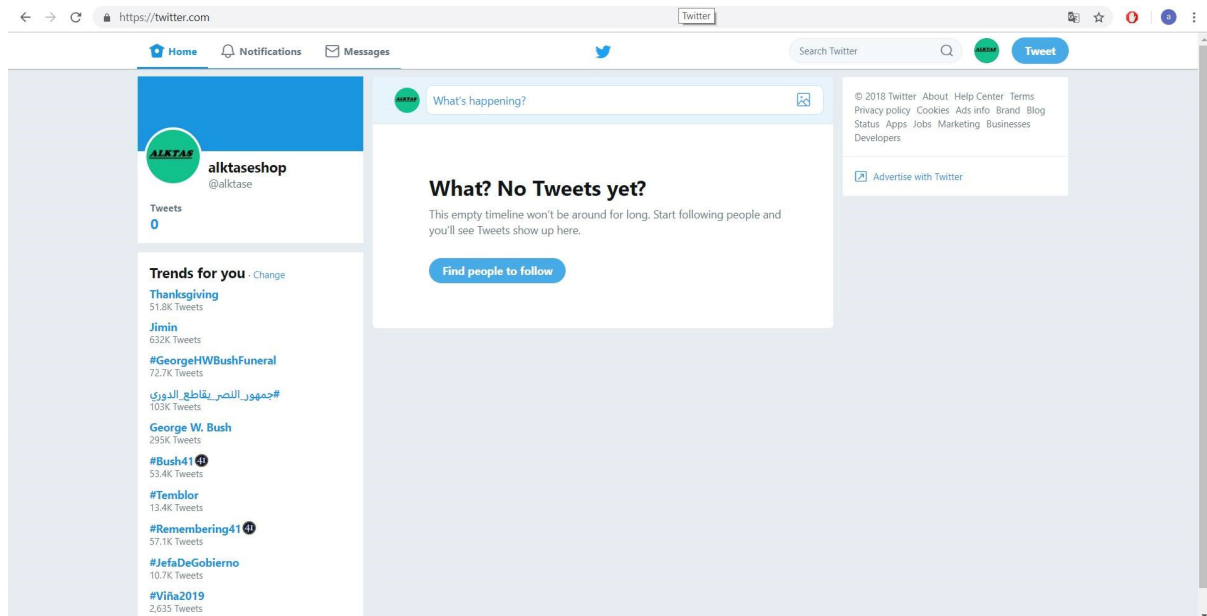 https://twitter.com
Twitter
a
Home
Notifications
Messages
Search Twitter
ALKTAS
Tweet
ALKTAS
alktaseshop
@alktase
Tweets
0
Trends for you · Change
Thanksgiving
51.8K Tweets
Jimin
632K Tweets
#GeorgeHWBushFuneral
72.7K Tweets
#جمهور_النصر_يقاطع_الدوري
103K Tweets
George W. Bush
295K Tweets
#Bush41 41
53.4K Tweets
#Temblor
13.4K Tweets
#Remembering41 41
57.1K Tweets
#JefaDeGobierno
10.7K Tweets
#Viña2019
2,635 Tweets
ALKTAS
What's happening?
What? No Tweets yet?
This empty timeline won't be around for long. Start following people and
you'll see Tweets show up here.
Find people to follow
© 2018 Twitter About Help Center Terms
Privacy policy Cookies Ads info Brand Blog
Status Apps Jobs Marketing Businesses
Developers
Advertise with Twitter